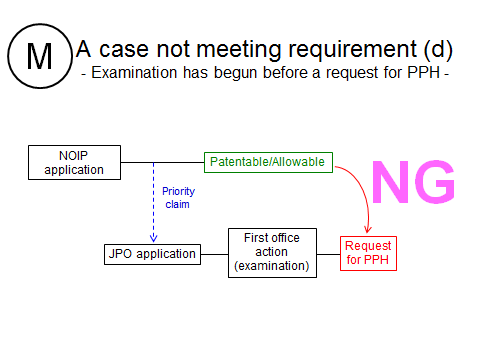 M
A case not meeting requirement (d)
- Examination has begun before a request for PPH -
NOIP
application
Patentable/Allowable
NG
Priority
claim
JPO application
First office
action
(examination)
Request
for PPH